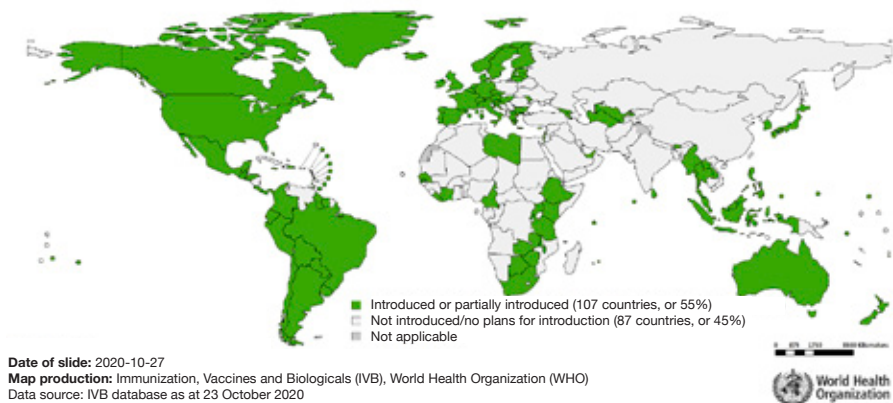 Introduced or partially introduced (107 countries, or 55%)
Not introduced/no plans for introduction (87 countries, or 45%)
Not applicable
Date of slide: 2020-10-27
Map production: Immunization, Vaccines and Biologicals (IVB), World Health Organization (WHO)
Data source: IVB database as at 23 October 2020
World Health
Organization